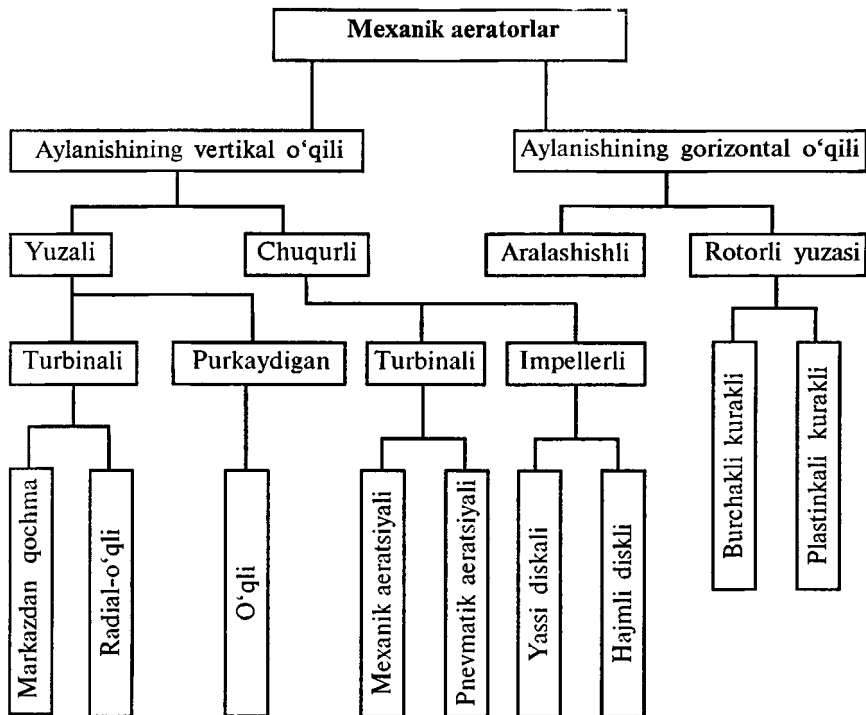 Mexanik aeratorlar
Aylanishining vertikal o‘qili
Aylanishining gorizontal o‘qili
Yuzali
Chuqurli
Aralashishli
Rotorli yuzasi
Turbinali
Purkaydigan
Turbinali
Impellerli
Markazdan qochma
Radial-o‘qli
O‘qli
Mexanik aeratsiyali
Pnevmatik aeratsiyali
Yassi diskali
Hajmli diskli
Burchakli kurakli
Plastinkali kurakli